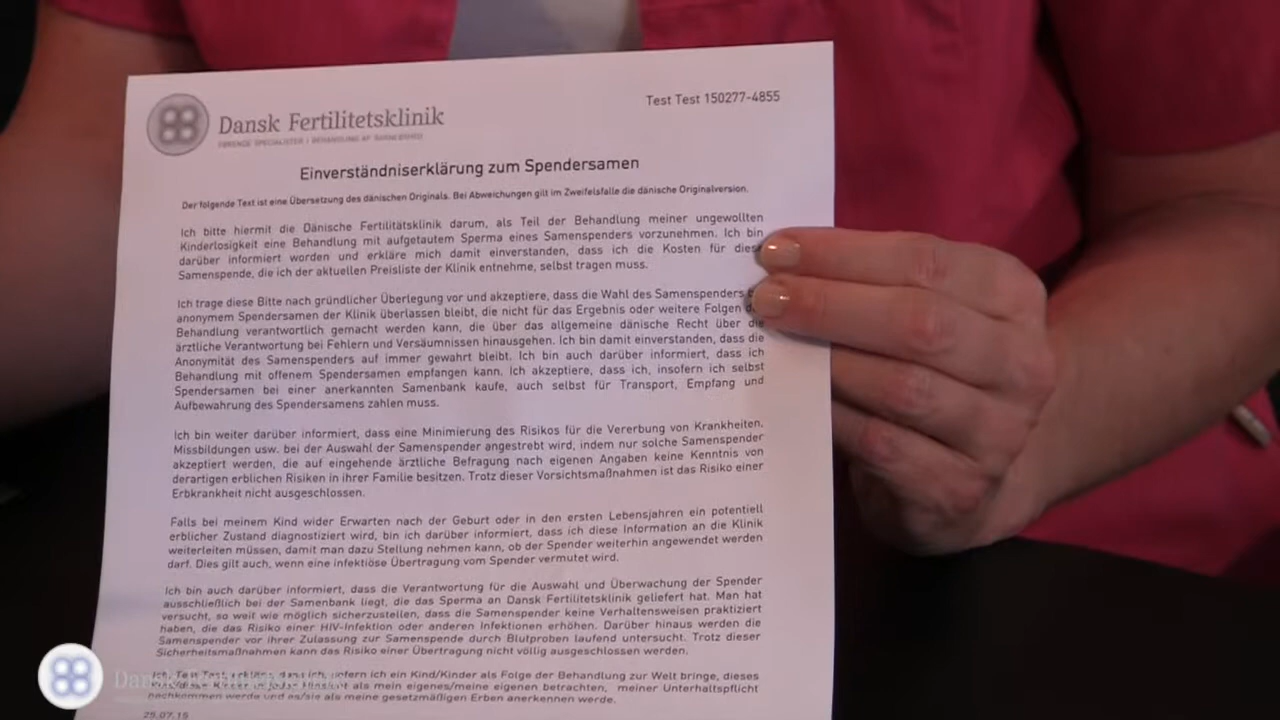 Dansk Fertilitetsklinik
Test Test 150277-4855
Einverständniserklärung zum Spendersamen
Der folgende Text ist eine Übersetzung des dänischen Originals. Bei Abweichungen gilt im Zweifelsfalle die dänische Originalversion.
Ich bitte hiermit die Dänische Fertilitätsklinik darum, als Teil der Behandlung meiner ungewollten
Kinderlosigkeit eine Behandlung mit aufgetautem Sperma eines Samenspenders vorzunehmen. Ich bin
darüber informiert worden und erkläre mich damit einverstanden, dass ich die Kosten für diese
Samenspende, die ich der aktuellen Preisliste der Klinik entnehme, selbst tragen muss.
Ich trage diese Bitte nach gründlicher Überlegung vor und akzeptiere, dass die Wahl des Samenspenders
anonymem Spendersamen der Klinik überlassen bleibt, die nicht für das Ergebnis oder weitere Folgen
Behandlung verantwortlich gemacht werden kann, die über das allgemeine dänische Recht über die
ärztliche Verantwortung bei Fehlern und Versäumnissen hinausgehen. Ich bin damit einverstanden, dass die
Anonymität des Samenspenders auf immer gewahrt bleibt. Ich bin auch darüber informiert, dass ich
Behandlung mit offenem Spendersamen empfangen kann. Ich akzeptiere, dass ich, insofern ich selbst
Spendersamen bei einer anerkannten Samenbank kaufe, auch selbst für Transport, Empfang und
Aufbewahrung des Spendersamens zahlen muss.
Ich bin weiter darüber informiert, dass eine Minimierung des Risikos für die Vererbung von Krankheiten,
Missbildungen usw. bei der Auswahl der Samenspender angestrebt wird, indem nur solche Samenspender
akzeptiert werden, die auf eingehende ärztliche Befragung nach eigenen Angaben keine Kenntnis von
derartigen erblichen Risiken in ihrer Familie besitzen. Trotz dieser Vorsichtsmaßnahmen ist das Risiko einer
Erbkrankheit nicht ausgeschlossen.
Falls bei meinem Kind wider Erwarten nach der Geburt oder in den ersten Lebensjahren ein potentiell
erblicher Zustand diagnostiziert wird, bin ich darüber informiert, dass ich diese Information an die Klinik
weiterleiten müssen, damit man dazu Stellung nehmen kann, ob der Spender weiterhin angewendet werden
darf. Dies gilt auch, wenn eine infektiöse Übertragung vom Spender vermutet wird.
Ich bin auch darüber informiert, dass die Verantwortung für die Auswahl und Überwachung der Spender
ausschließlich bei der Samenbank liegt, die das Sperma an Dansk Fertilitetsklinik geliefert hat. Man hat
versucht, so weit wie möglich sicherzustellen, dass die Samenspender keine Verhaltensweisen praktiziert
haben, die das Risiko einer HIV-Infektion oder anderen Infektionen erhöhen. Darüber hinaus werden die
Samenspender vor ihrer Zulassung zur Samenspende durch Blutproben laufend untersucht. Trotz dieser
Sicherheitsmaßnahmen kann das Risiko einer Übertragung nicht völlig ausgeschlossen werden.
Ich, Test Test erkläre, dass ich, sofern ich ein Kind/Kinder als Folge der Behandlung zur Welt bringe, dieses
als mein eigenes/meine eigenen betrachten, meiner Unterhaltspflicht
nachkommen werde und es/sie als meine gesetzmäßigen Erben anerkennen werde.
Dansk Fertilitetsklinik